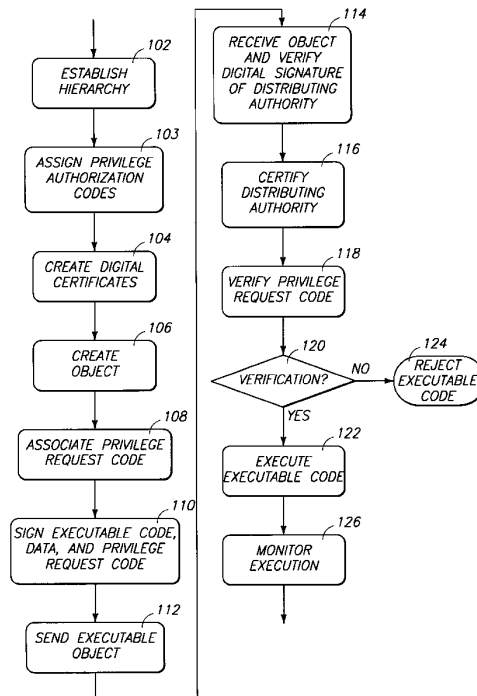 102
ESTABLISH
HIERARCHY
103
ASSIGN PRIVILEGE
AUTHORIZATION
CODES
104
CREATE DIGITAL
CERTIFICATES
106
CREATE
OBJECT
108
ASSOCIATE PRIVILEGE
REQUEST CODE
110
SIGN EXECUTABLE CODE,
DATA, AND PRIVILEGE
REQUEST CODE
112
SEND EXECUTABLE
OBJECT
114
RECEIVE OBJECT
AND VERIFY
DIGITAL SIGNATURE
OF DISTRIBUTING
AUTHORITY
116
CERTIFY
DISTRIBUTING
AUTHORITY
118
VERIFY PRIVILEGE
REQUEST CODE
120
VERIFICATION?
NO
124
REJECT
EXECUTABLE
CODE
YES
122
EXECUTE
EXECUTABLE CODE
126
MONITOR
EXECUTION